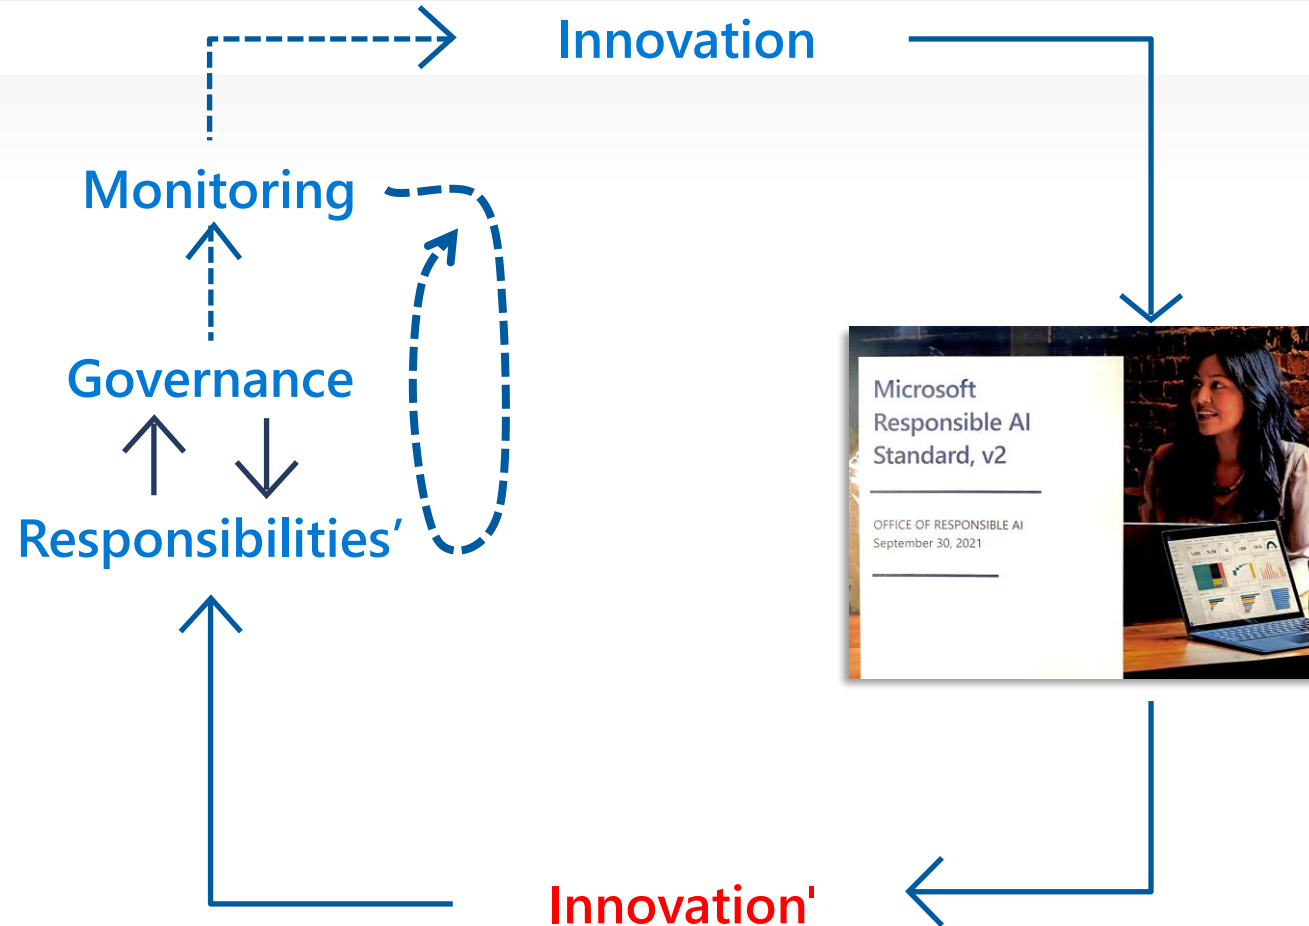 Innovation
Monitoring
Governance
Responsibilities’
Microsoft
Responsible AI
Standard, v2
OFFICE OF RESPONSIBLE AI
September 30, 2021
Innovation'